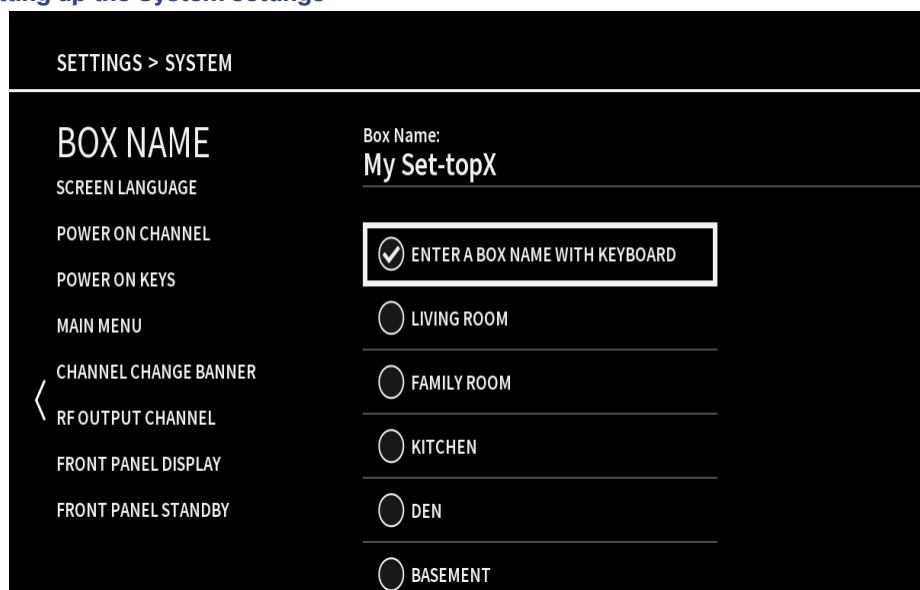 up the System settings
SETTINGS > SYSTEM
BOX NAME
SCREEN LANGUAGE
POWER ON CHANNEL
POWER ON KEYS
MAIN MENU
CHANNEL CHANGE BANNER
RF OUTPUT CHANNEL
FRONT PANEL DISPLAY
FRONT PANEL STANDBY
Box Name:
My Set-topX
ENTER A BOX NAME WITH KEYBOARD
LIVING ROOM
FAMILY ROOM
KITCHEN
DEN
BASEMENT